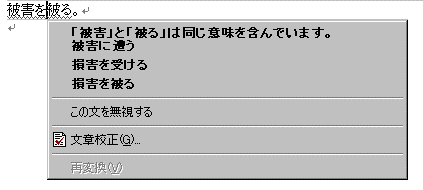 被害を被る。
「被害」と「被る」は同じ意味を含んでいます。
被害に遭う
損害を受ける
損害を被る
この文を無視する
文章校正(G)...
再変換(V)